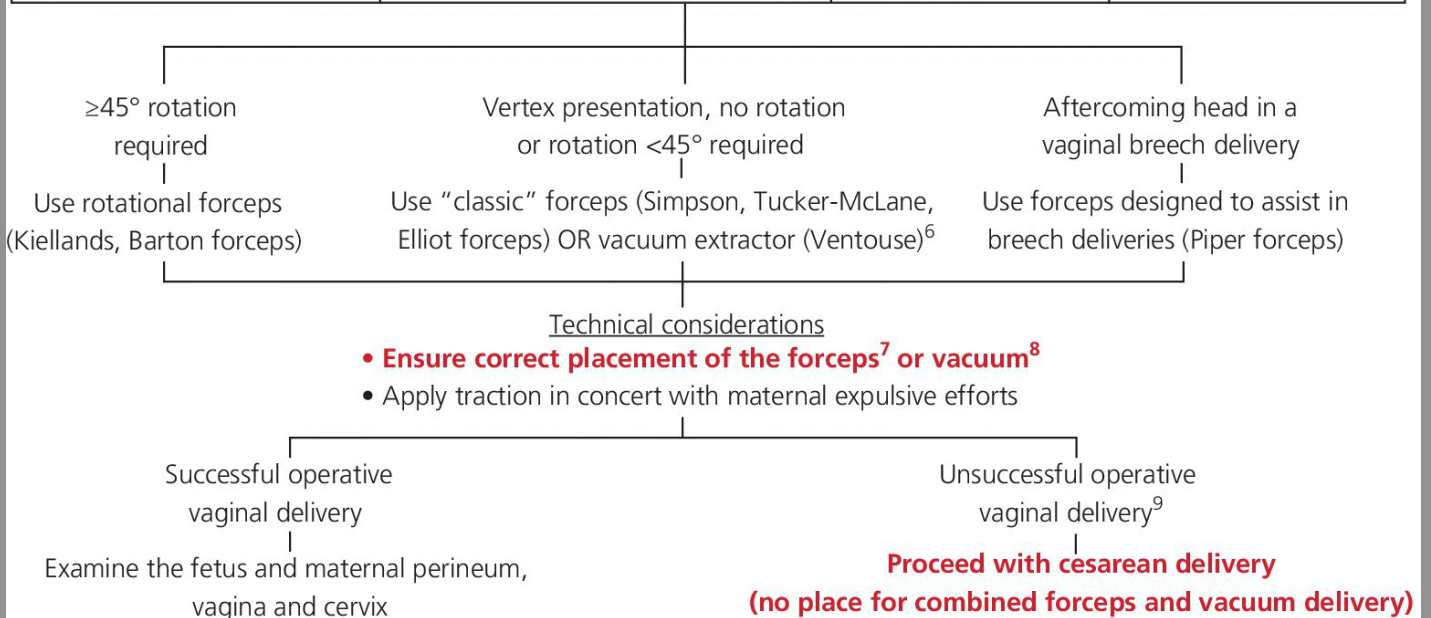 ≥45° rotation
required
Use rotational forceps
(Kiellands, Barton forceps)
Vertex presentation, no rotation
or rotation <45° required
Use “classic” forceps (Simpson, Tucker-McLane,
Elliot forceps) OR vacuum extractor (Ventouse)6
Aftercoming head in a
vaginal breech delivery
Use forceps designed to assist in
breech deliveries (Piper forceps)
Technical considerations
• Ensure correct placement of the forceps7 or vacuum8
• Apply traction in concert with maternal expulsive efforts
Successful operative
vaginal delivery
Examine the fetus and maternal perineum,
vagina and cervix
Unsuccessful operative
vaginal delivery9
Proceed with cesarean delivery
(no place for combined forceps and vacuum delivery)